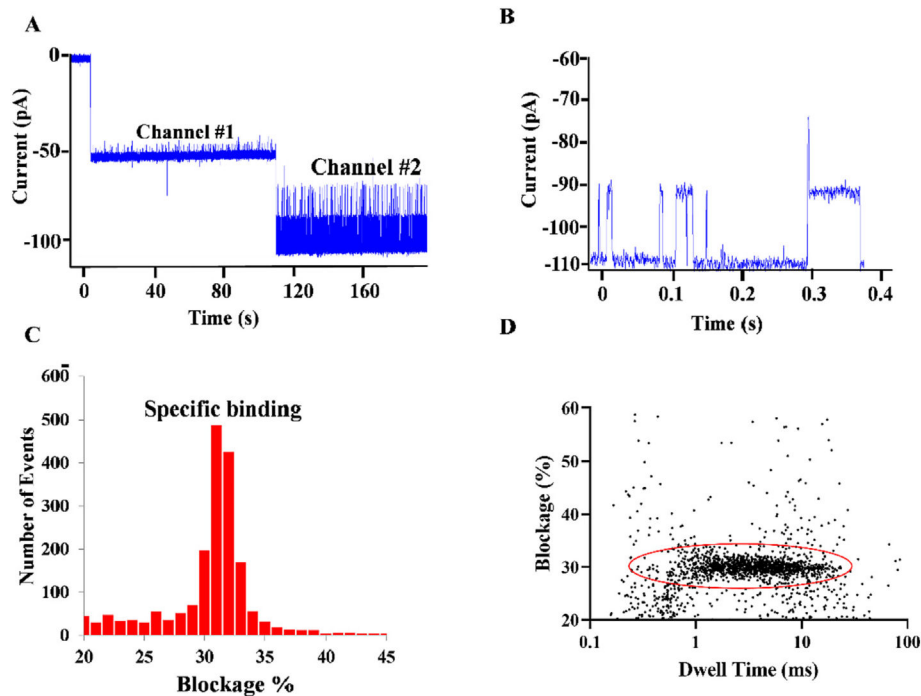 A
0
-50
-100
Current (pA)
Channel #1
Channel #2
0
40
80
120
160
Time (s)
B
-60
-70
-80
-90
-100
-110
Current (pA)
0
0.1
0.2
0.3
0.4
Time (s)
C
600
500
400
300
200
100
0
Number of Events
Specific binding
20
25
30
35
40
45
Blockage %
D
60
50
40
30
20
Blockage (%)
0.1
1
10
100
Dwell Time (ms)